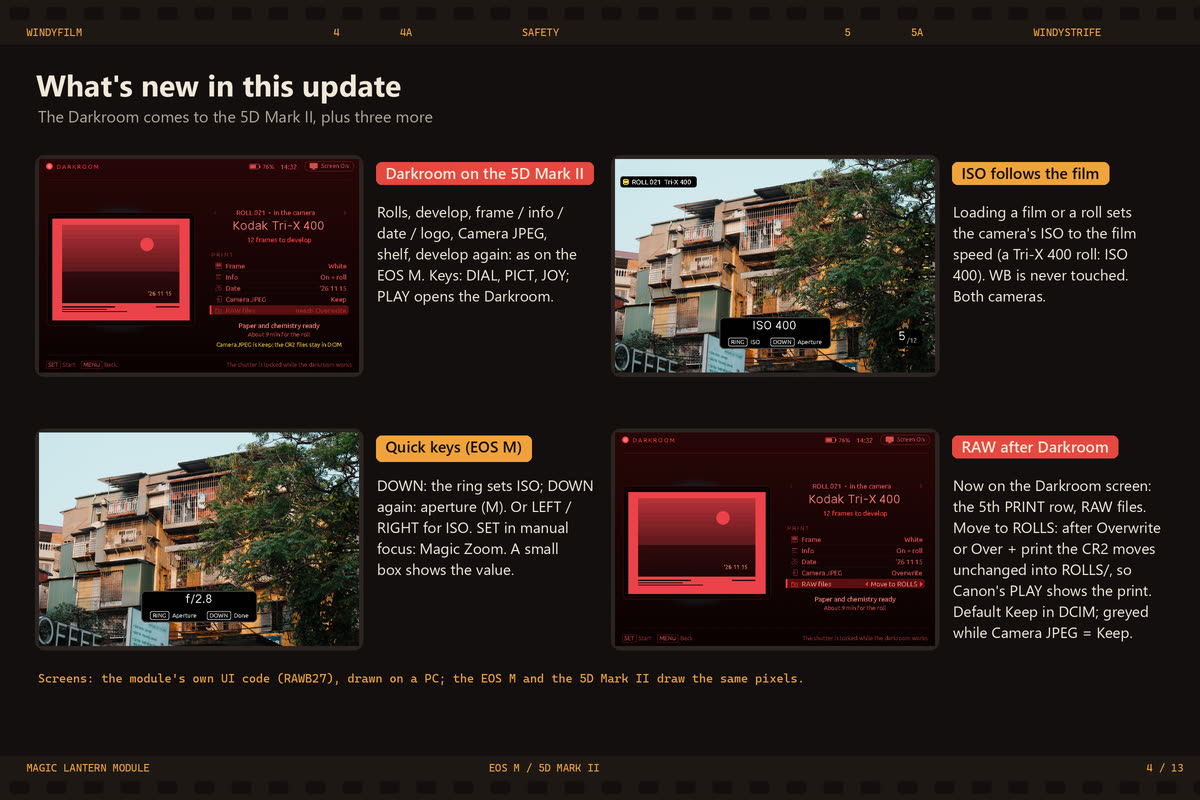 WINDYFILM 4 4A SAFETY 5 5A WINDYSTRIFE
What's new in this update
The Darkroom comes to the 5D Mark II, plus three more
DARKROOM 76% 14:32 Screen On
ROLL 021 • in the camera
Kodak Tri-X 400
12 frames to develop
PRINT
Frame White
Info On + roll
Date '26 11 15
Camera JPEG Keep
RAW files needs Overwrite
'26 11 15
Paper and chemistry ready
About 9 min for the roll
Camera JPEG is Keep: the CR2 files stay in DCIM
SET Start MENU Back The shutter is locked while the darkroom works
Darkroom on the 5D Mark II
Rolls, develop, frame / info /
date / logo, Camera JPEG,
shelf, develop again: as on the
EOS M. Keys: DIAL, PICT, JOY;
PLAY opens the Darkroom.
ROLL 021 Tri-X 400
ISO 400
RING ISO DOWN Aperture
5/12
OFFEE
ISO follows the film
Loading a film or a roll sets
the camera's ISO to the film
speed (a Tri-X 400 roll: ISO
400). WB is never touched.
Both cameras.
f/2.8
RING Aperture DOWN Done
OFFEE
Quick keys (EOS M)
DOWN: the ring sets ISO; DOWN
again: aperture (M). Or LEFT /
RIGHT for ISO. SET in manual
focus: Magic Zoom. A small
box shows the value.
DARKROOM 76% 14:32 Screen On
ROLL 021 • in the camera
Kodak Tri-X 400
12 frames to develop
PRINT
Frame White
Info On + roll
Date '26 11 15
Camera JPEG Overwrite
RAW files Move to ROLLS
'26 11 15
Paper and chemistry ready
About 9 min for the roll
SET Start MENU Back The shutter is locked while the darkroom works
RAW after Darkroom
Now on the Darkroom screen:
the 5th PRINT row, RAW files.
Move to ROLLS: after Overwrite
or Over + print the CR2 moves
unchanged into ROLLS/, so
Canon's PLAY shows the print.
Default Keep in DCIM; greyed
while Camera JPEG = Keep.
Screens: the module's own UI code (RAWB27), drawn on a PC; the EOS M and the 5D Mark II draw the same pixels.
MAGIC LANTERN MODULE EOS M / 5D MARK II 4 / 13